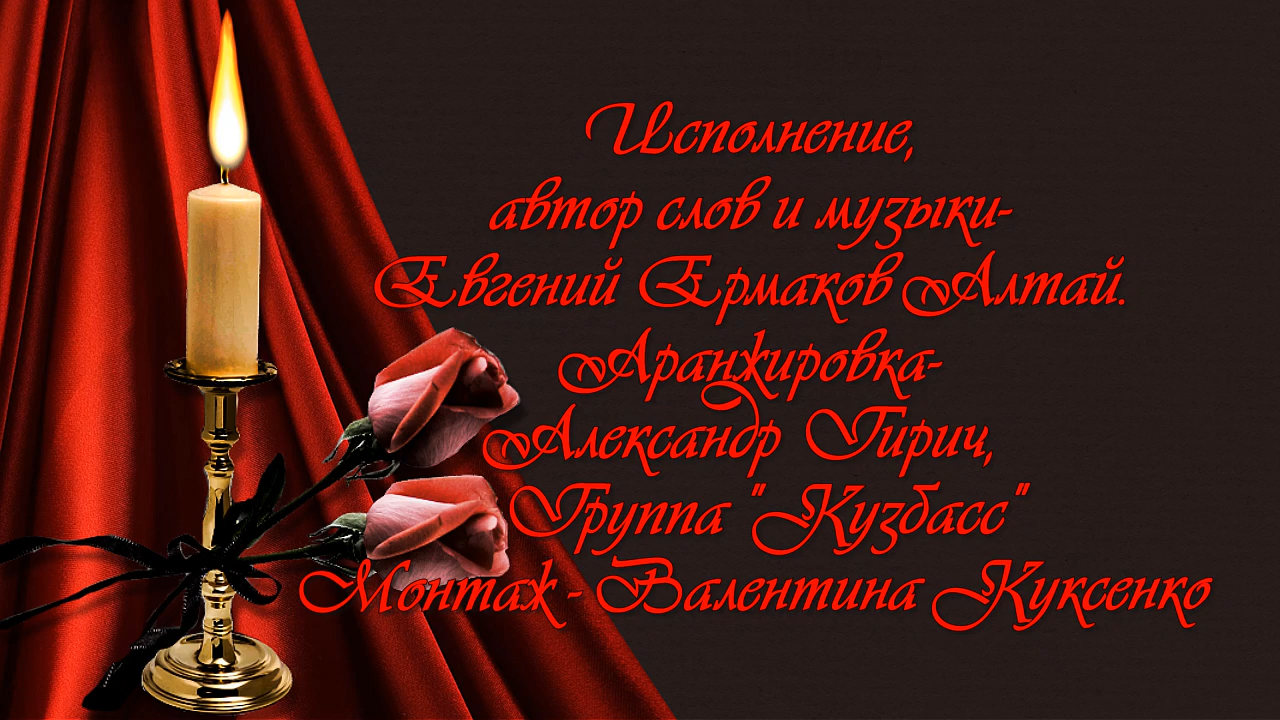 Исполнение,
автор слов и музыки-
Евгений Ермаков Алтай.
Аранжировка-
Александр Гирич,
Группа "Кузбасс"
Монтаж - Валентина Куксенко